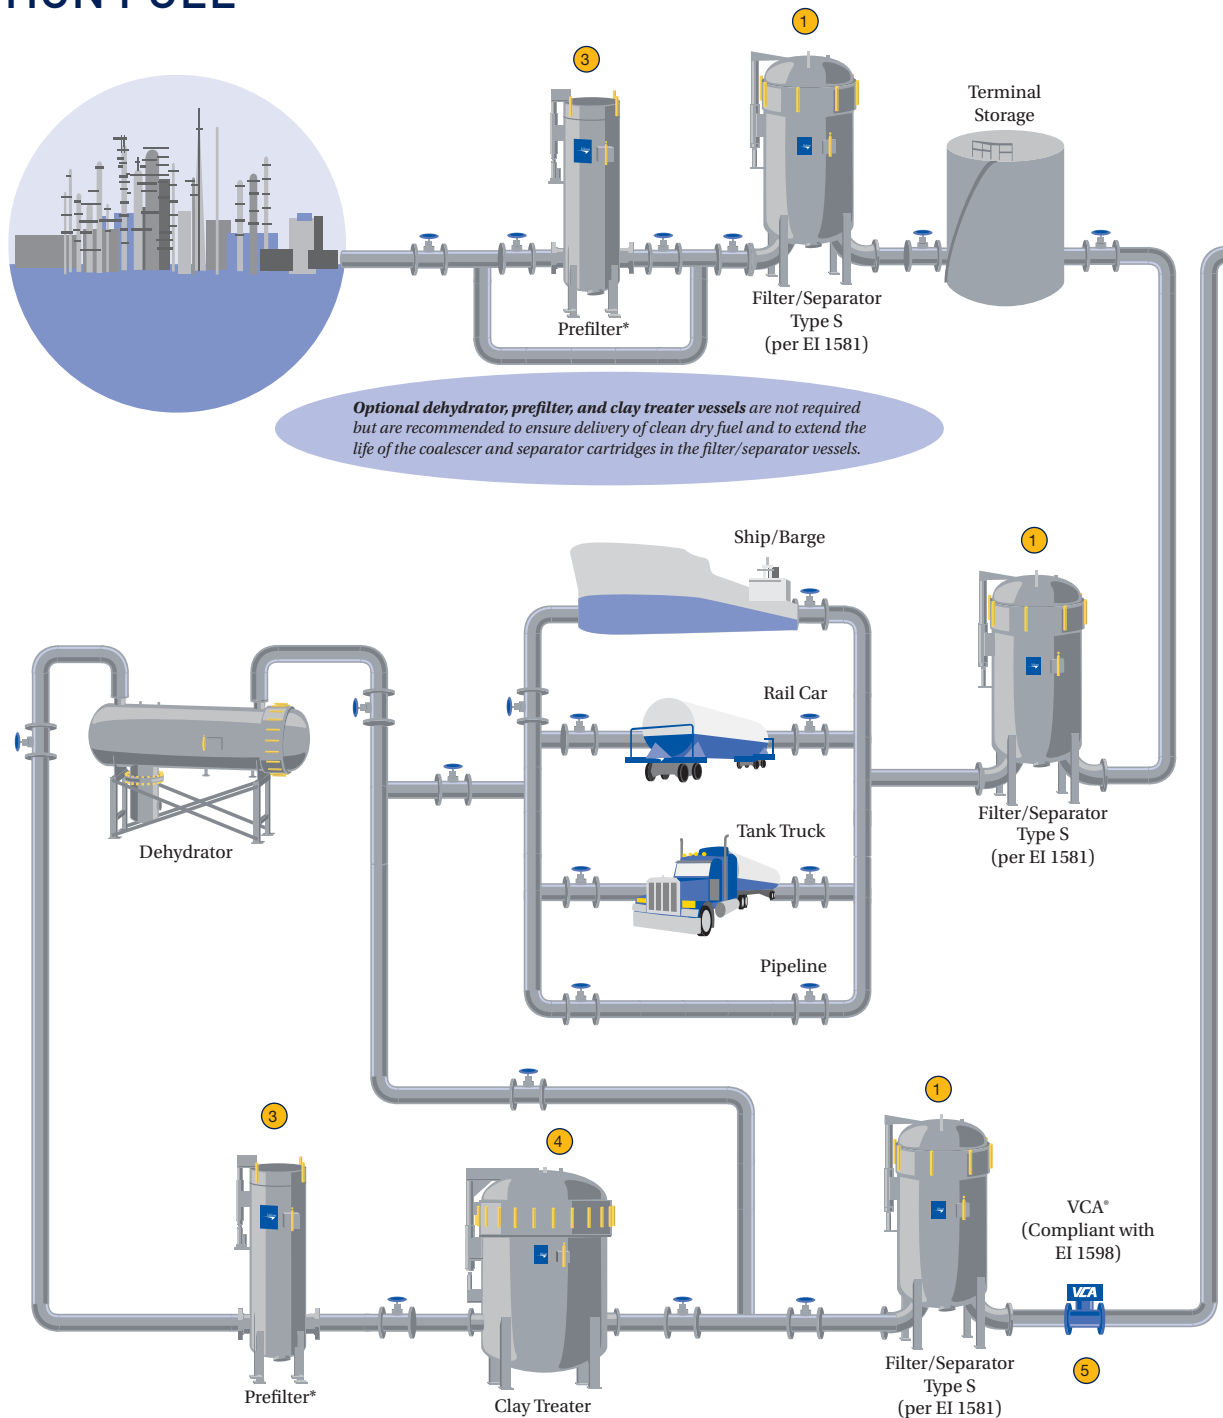 1
3
Terminal
Storage
Filter/Separator
Type S
(per EI 1581)
Prefilter*
Optional dehydrator, prefilter, and clay treater vessels are not required
but are recommended to ensure delivery of clean dry fuel and to extend the
life of the coalescer and separator cartridges in the filter/separator vessels.
Ship/Barge
1
Rail Car
Filter/Separator
Type S
(per EI 1581)
Tank Truck
Dehydrator
Pipeline
1
3
4
VCA®
(Compliant with
EI 1598)
VCA
Filter/Separator
Type S
(per EI 1581)
5
Prefilter*
Clay Treater